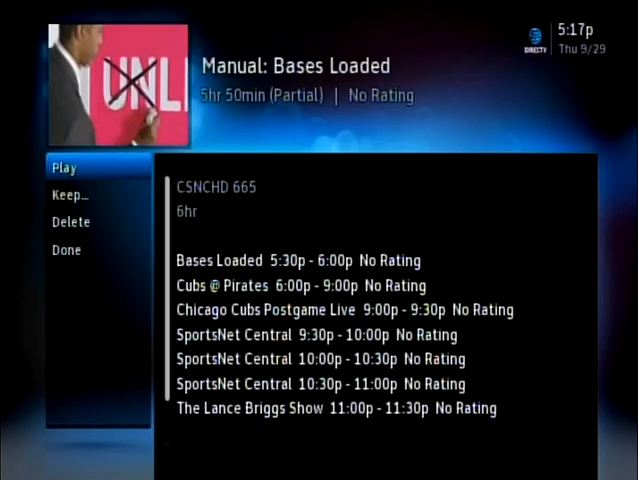 UNLI
Manual: Bases Loaded
5hr 50min (Partial) | No Rating
DIRECTV
5:17p
Thu 9/29
Play
Keep...
Delete
Done
CSNCHD 665
6hr
Bases Loaded 5:30p - 6:00p No Rating
Cubs @ Pirates 6:00p - 9:00p No Rating
Chicago Cubs Postgame Live 9:00p - 9:30p No Rating
SportsNet Central 9:30p - 10:00p No Rating
SportsNet Central 10:00p - 10:30p No Rating
SportsNet Central 10:30p - 11:00p No Rating
The Lance Briggs Show 11:00p - 11:30p No Rating